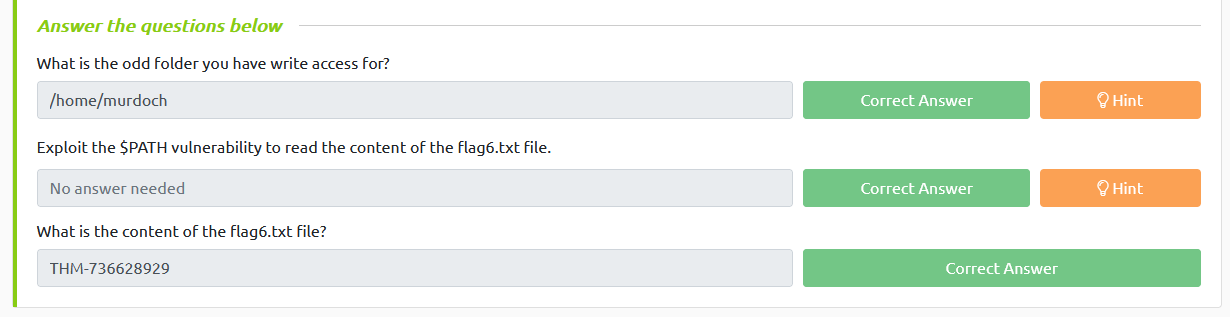 Answer the questions below
What is the odd folder you have write access for?
/home/murdoch
Correct Answer
Hint
Exploit the $PATH vulnerability to read the content of the flag6.txt file.
No answer needed
Correct Answer
Hint
What is the content of the flag6.txt file?
THM-736628929
Correct Answer